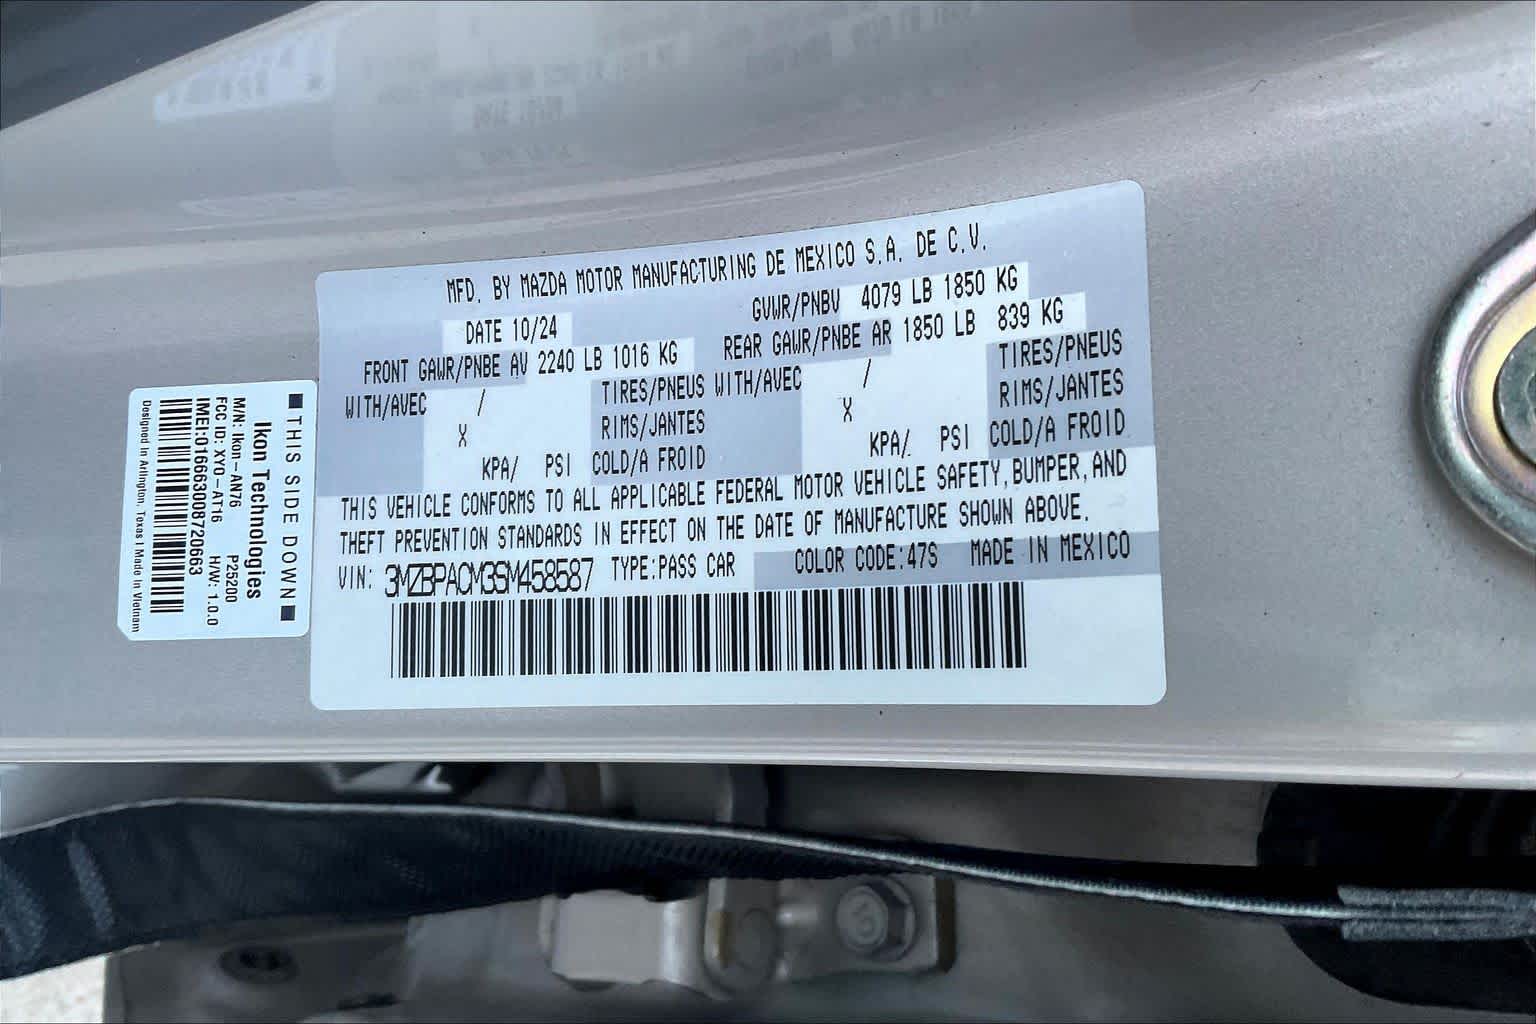 MFD. BY MAZDA MOTOR MANUFACTURING DE MEXICO S.A. DE C.V.
DATE 10/24
GVWR/PNBV 4079 LB 1850 KG
FRONT GAWR/PNBE AV 2240 LB 1016 KG
REAR GAWR/PNBE AR 1850 LB 839 KG
WITH/AVEC / TIRES/PNEUS
WITH/AVEC / TIRES/PNEUS
X RIMS/JANTES
X RIMS/JANTES
KPA/ PSI COLD/A FROID
KPA/. PSI COLD/A FROID
THIS VEHICLE CONFORMS TO ALL APPLICABLE FEDERAL MOTOR VEHICLE SAFETY, BUMPER, AND
THEFT PREVENTION STANDARDS IN EFFECT ON THE DATE OF MANUFACTURE SHOWN ABOVE.
VIN: 3MZBPACM3SM458587 TYPE:PASS CAR COLOR CODE:47S MADE IN MEXICO
THIS SIDE DOWN
Ikon Technologies
M/N: Ikon-AN76 P25200
FCC ID: XYO-AT16 H/W: 1.0.0
IMEI:016663008720663
Designed in Arlington, Texas | Made in Vietnam